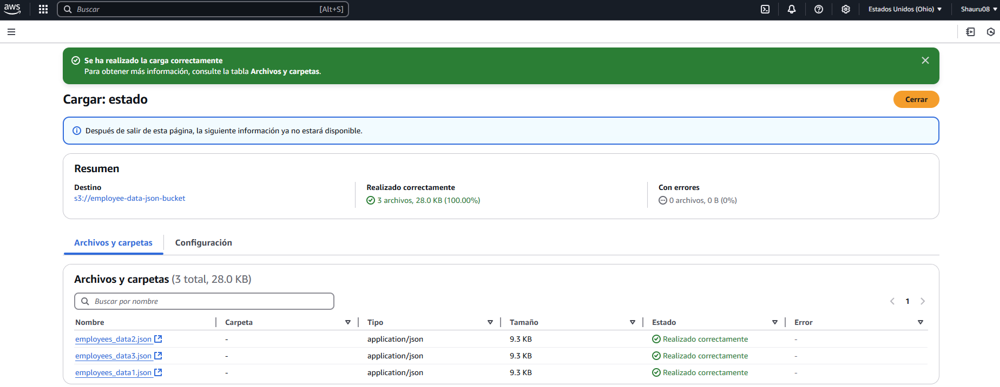 aws Buscar [Alt+S] Estados Unidos (Ohio) Shauru08
Se ha realizado la carga correctamente
Para obtener más información, consulte la tabla Archivos y carpetas.
Cargar: estado Cerrar
Después de salir de esta página, la siguiente información ya no estará disponible.
Resumen
Destino Realizado correctamente Con errores
s3://employee-data-json-bucket 3 archivos, 28.0 KB (100.00%) 0 archivos, 0 B (0%)
Archivos y carpetas Configuración
Archivos y carpetas (3 total, 28.0 KB)
Buscar por nombre 1
Nombre Carpeta Tipo Tamaño Estado Error
employees_data2.json - application/json 9.3 KB Realizado correctamente -
employees_data3.json - application/json 9.3 KB Realizado correctamente -
employees_data1.json - application/json 9.3 KB Realizado correctamente -